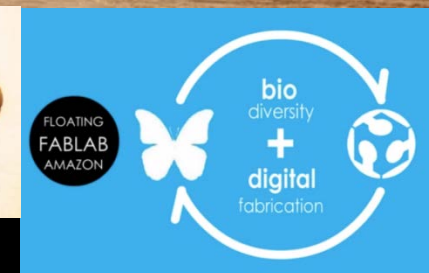 FLOATING
FABLAB
AMAZON
bio
diversity
+
digital
fabrication